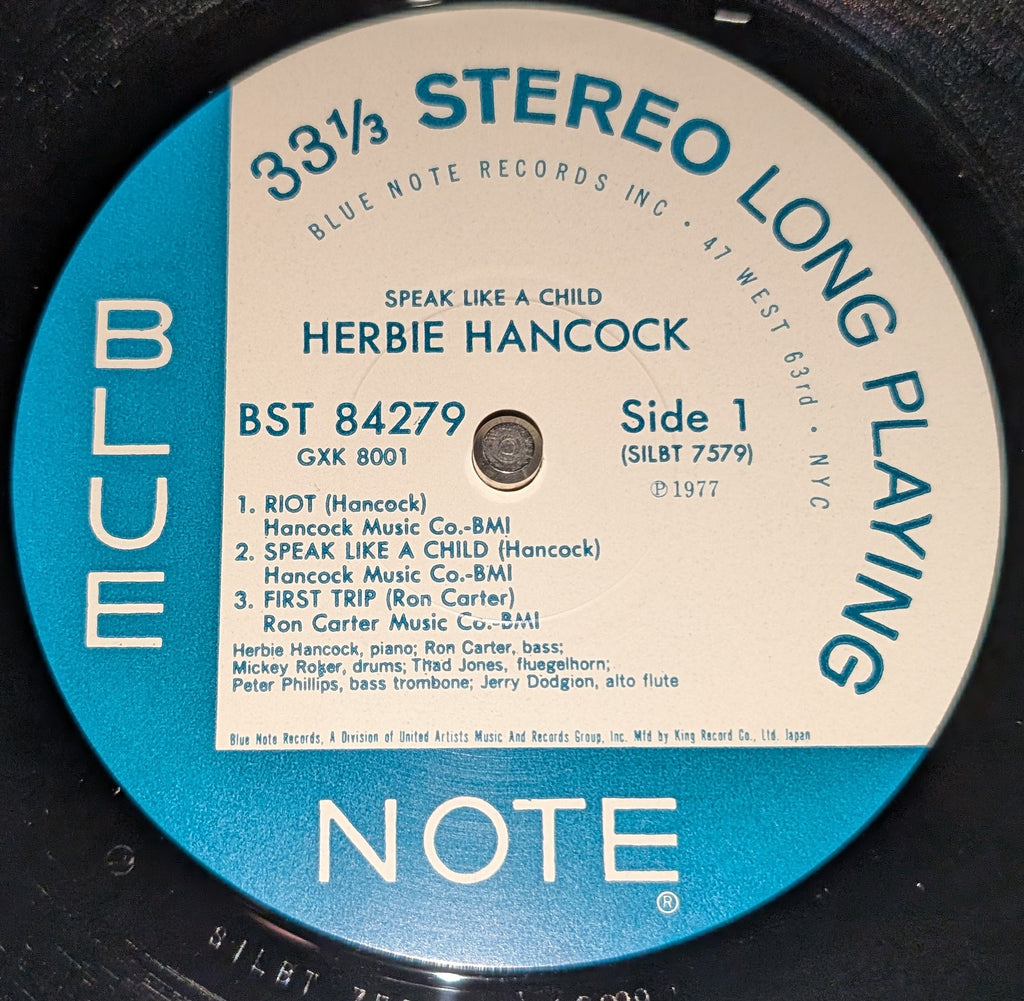 33⅓ STEREO LONG PLAYING
BLUE NOTE RECORDS INC · 47 WEST 63rd · NYC
SPEAK LIKE A CHILD
HERBIE HANCOCK
BST 84279
GXK 8001
Side 1
(SILBT 7579)
℗1977
1. RIOT (Hancock)
Hancock Music Co.-BMI
2. SPEAK LIKE A CHILD (Hancock)
Hancock Music Co.-BMI
3. FIRST TRIP (Ron Carter)
Ron Carter Music Co.-BMI
Herbie Hancock, piano; Ron Carter, bass;
Mickey Roker, drums; Thad Jones, fluegelhorn;
Peter Phillips, bass trombone; Jerry Dodgion, alto flute
Blue Note Records, A Division of United Artists Music And Records Group, Inc. Mfd by King Record Co., Ltd. Japan
BLUE
NOTE
®
SILBT